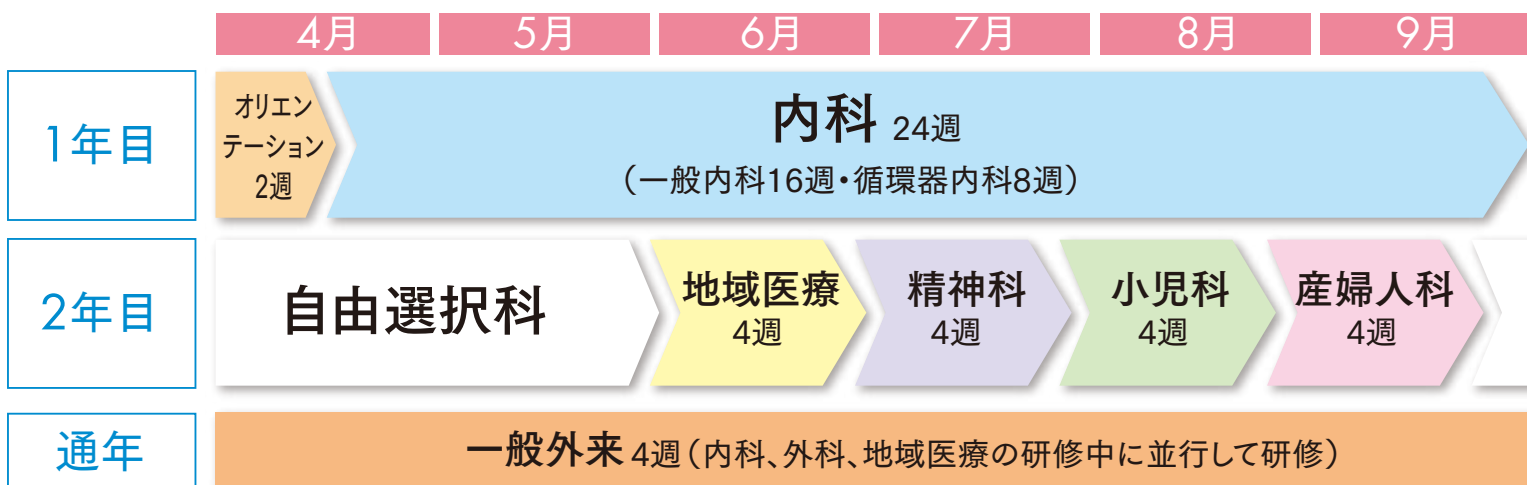 4月 5月 6月 7月 8月 9月
1年目
オリエン
テーション
2週
内科 24週
(一般内科16週・循環器内科8週)
2年目
自由選択科
地域医療
4週
精神科
4週
小児科
4週
産婦人科
4週
通年
一般外来 4週(内科、外科、地域医療の研修中に並行して研修)